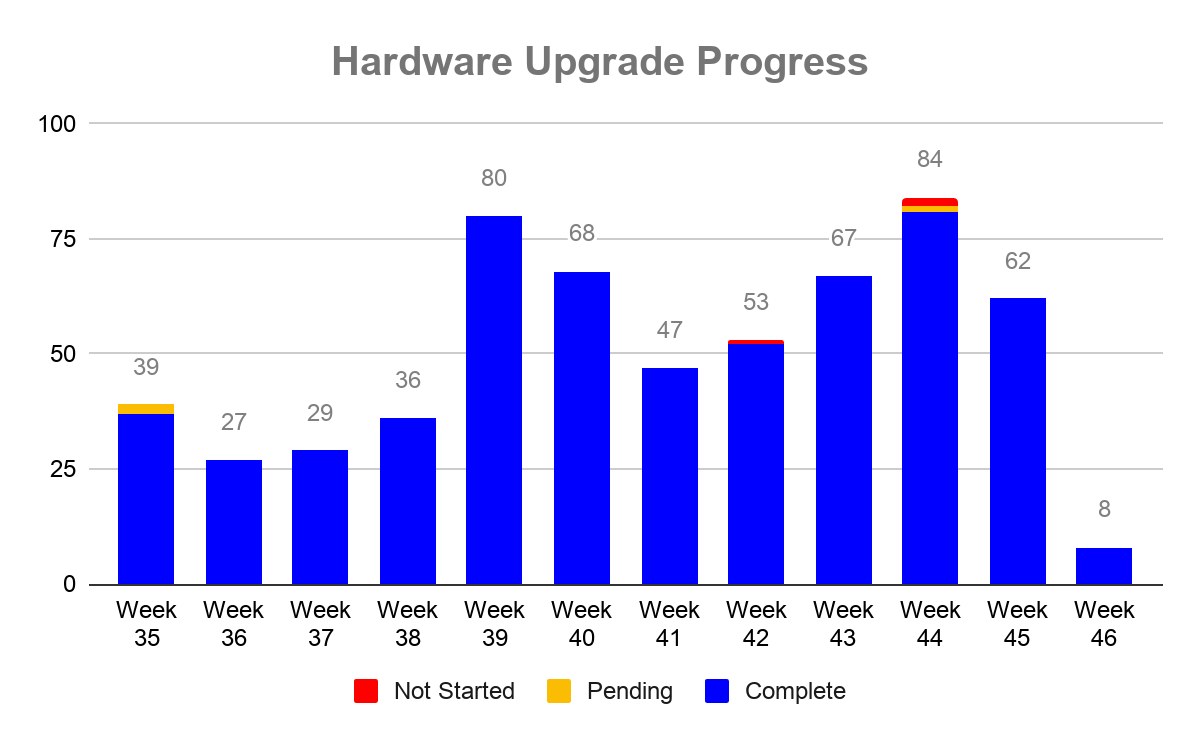 Hardware Upgrade Progress
100
75
50
25
0
39
27
29
36
80
68
47
53
67
84
62
8
Week 35
Week 36
Week 37
Week 38
Week 39
Week 40
Week 41
Week 42
Week 43
Week 44
Week 45
Week 46
Not Started
Pending
Complete